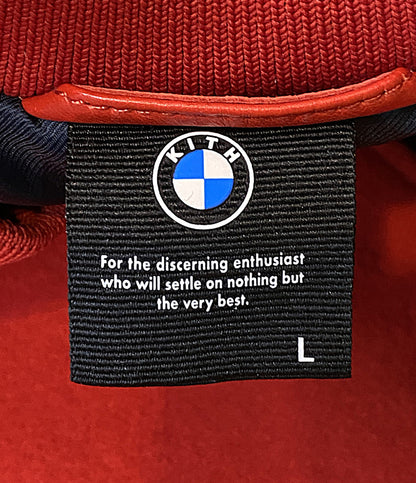 KITH
For the discerning enthusiast
who will settle on nothing but
the very best.
L